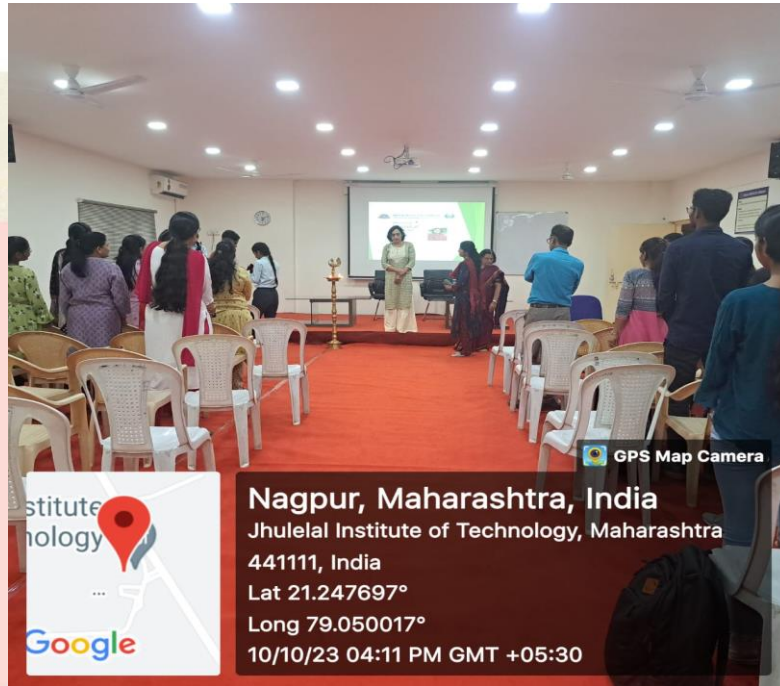 GPS Map Camera
stitute
nology
Google
Nagpur, Maharashtra, India
Jhulelal Institute of Technology, Maharashtra
441111, India
Lat 21.247697°
Long 79.050017°
10/10/23 04:11 PM GMT +05:30